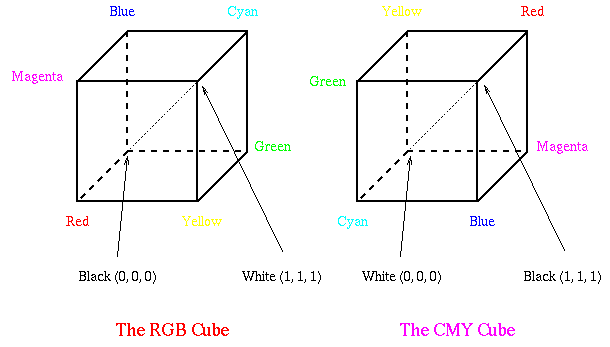 Blue Cyan Yellow Red
Magenta Green
Green Magenta
Red Yellow Cyan Blue
Black (0, 0, 0) White (1, 1, 1) White (0, 0, 0) Black (1, 1, 1)
The RGB Cube The CMY Cube